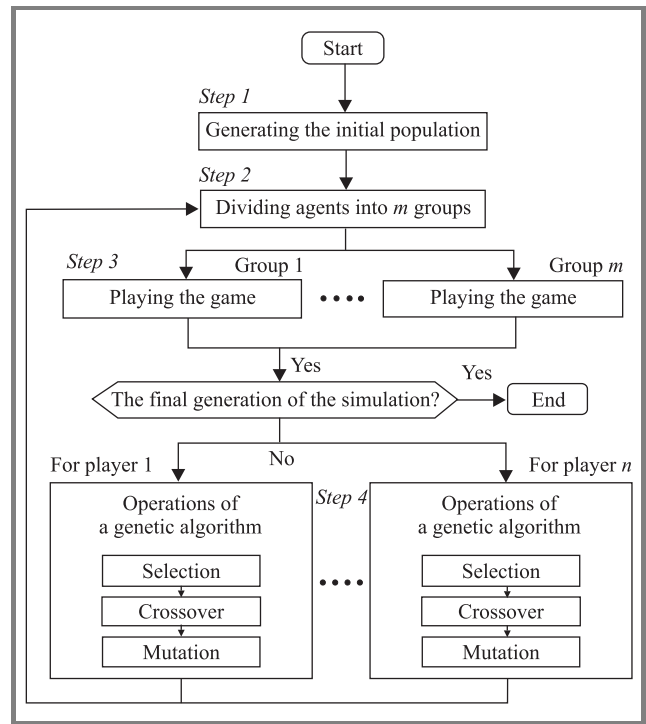 Start
Step 1
Generating the initial population
Step 2
Dividing agents into m groups
Step 3
Group 1
Group m
Playing the game
Playing the game
Yes
The final generation of the simulation?
Yes
End
No
For player 1
For player n
Step 4
Operations of
a genetic algorithm
Selection
Crossover
Mutation
Operations of
a genetic algorithm
Selection
Crossover
Mutation